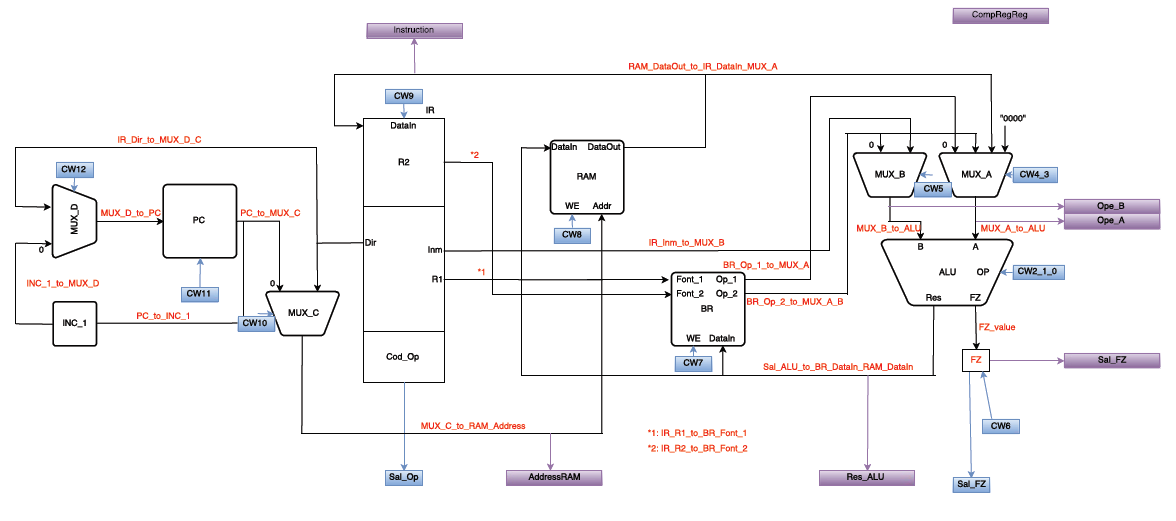 CompRegReg
Instruction
RAM_DataOut_to_IR_DataIn_MUX_A
CW9
IR
"0000"
DataIn
IR_Dir_to_MUX_D_C
CW12
R2
*2
DataIn DataOut
RAM
WE Addr
CW8
0
MUX_B
CW5
0
MUX_A
CW4_3
MUX_D
0
MUX_D_to_PC
PC
PC_to_MUX_C
CW11
Ope_B
Ope_A
MUX_B_to_ALU
MUX_A_to_ALU
Dir
Inm
IR_Inm_to_MUX_B
B A
ALU OP
Res FZ
CW2_1_0
R1
*1
BR_Op_1_to_MUX_A
Font_1 Op_1
Font_2 Op_2
BR
WE DataIn
BR_Op_2_to_MUX_A_B
CW7
INC_1_to_MUX_D
INC_1
PC_to_INC_1
CW10
0
MUX_C
FZ_value
FZ
Sal_FZ
Cod_Op
Sal_ALU_to_BR_DataIn_RAM_DataIn
CW6
MUX_C_to_RAM_Address
*1: IR_R1_to_BR_Font_1
*2: IR_R2_to_BR_Font_2
Sal_Op
AddressRAM
Res_ALU
Sal_FZ